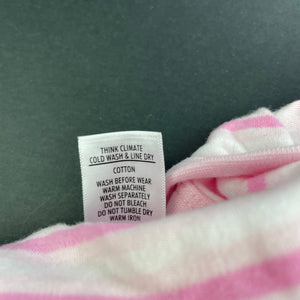 THINK CLIMATE
COLD WASH & LINE DRY
COTTON
WASH BEFORE WEAR
WARM MACHINE
WASH SEPARATELY
DO NOT BLEACH
DO NOT TUMBLE DRY
WARM IRON